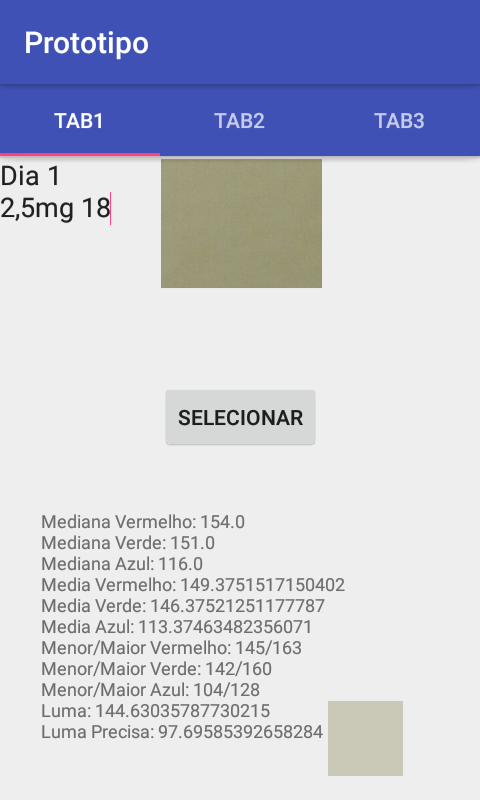 Prototipo
TAB1 TAB2 TAB3
Dia 1
2,5mg 18
SELECIONAR
Mediana Vermelho: 154.0
Mediana Verde: 151.0
Mediana Azul: 116.0
Media Vermelho: 149.3751517150402
Media Verde: 146.37521251177787
Media Azul: 113.37463482356071
Menor/Maior Vermelho: 145/163
Menor/Maior Verde: 142/160
Menor/Maior Azul: 104/128
Luma: 144.63035787730215
Luma Precisa: 97.69585392658284